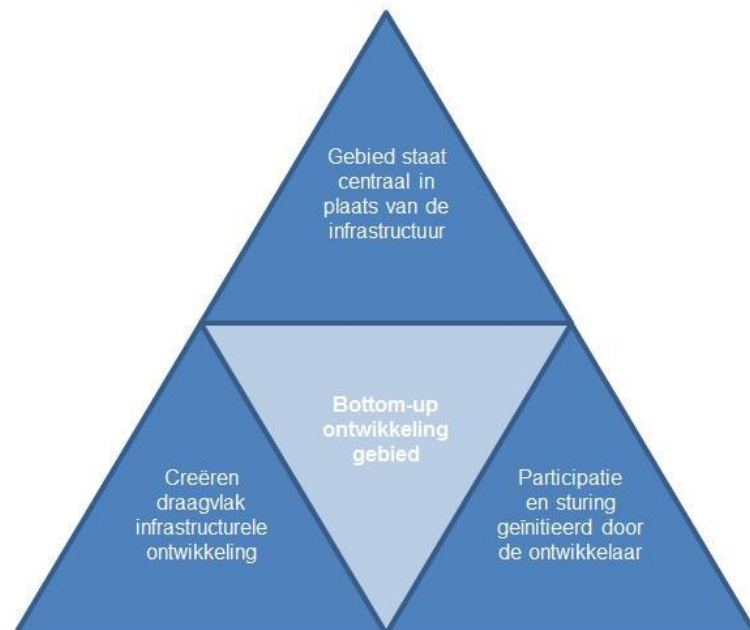 Gebied staat
centraal in
plaats van de
infrastructuur
Bottom-up
ontwikkeling
gebied
Creëren
draagvlak
infrastructurele
ontwikkeling
Participatie
en sturing
geïnitieerd door
de ontwikkelaar